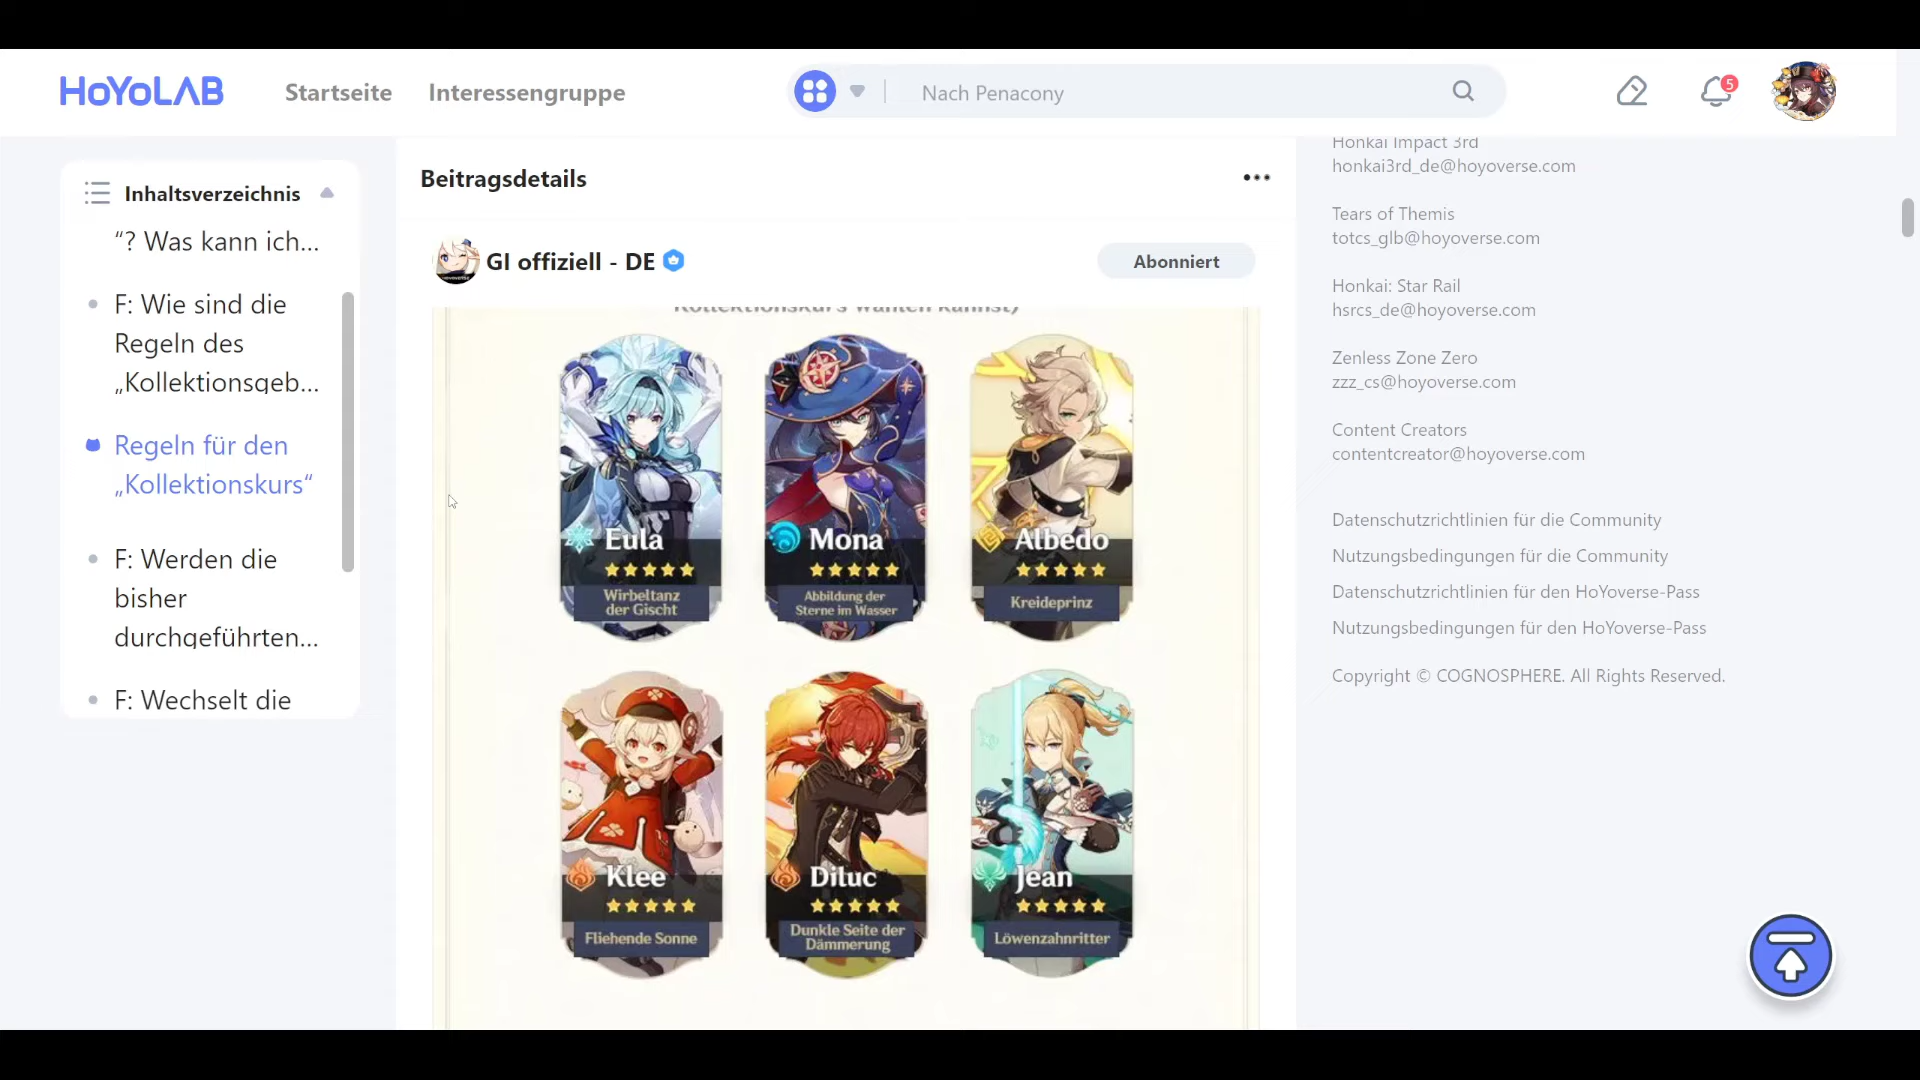 HoYoLAB
Startseite
Interessengruppe
Nach Penacony
5
Inhaltsverzeichnis
“? Was kann ich...
F: Wie sind die
Regeln des
„Kollektionsgeb...
Regeln für den
„Kollektionskurs“
F: Werden die
bisher
durchgeführten...
F: Wechselt die
Beitragsdetails
GI offiziell - DE
Abonniert
Kollektionskurs wählen kannst)
Eula
Wirbeltanz
der Gischt
Mona
Abbildung der
Sterne im Wasser
Albedo
Kreideprinz
Klee
Fliehende Sonne
Diluc
Dunkle Seite der
Dämmerung
Jean
Löwenzahnritter
Honkai Impact 3rd
honkai3rd_de@hoyoverse.com
Tears of Themis
totcs_glb@hoyoverse.com
Honkai: Star Rail
hsrcs_de@hoyoverse.com
Zenless Zone Zero
zzz_cs@hoyoverse.com
Content Creators
contentcreator@hoyoverse.com
Datenschutzrichtlinien für die Community
Nutzungsbedingungen für die Community
Datenschutzrichtlinien für den HoYoverse-Pass
Nutzungsbedingungen für den HoYoverse-Pass
Copyright © COGNOSPHERE. All Rights Reserved.